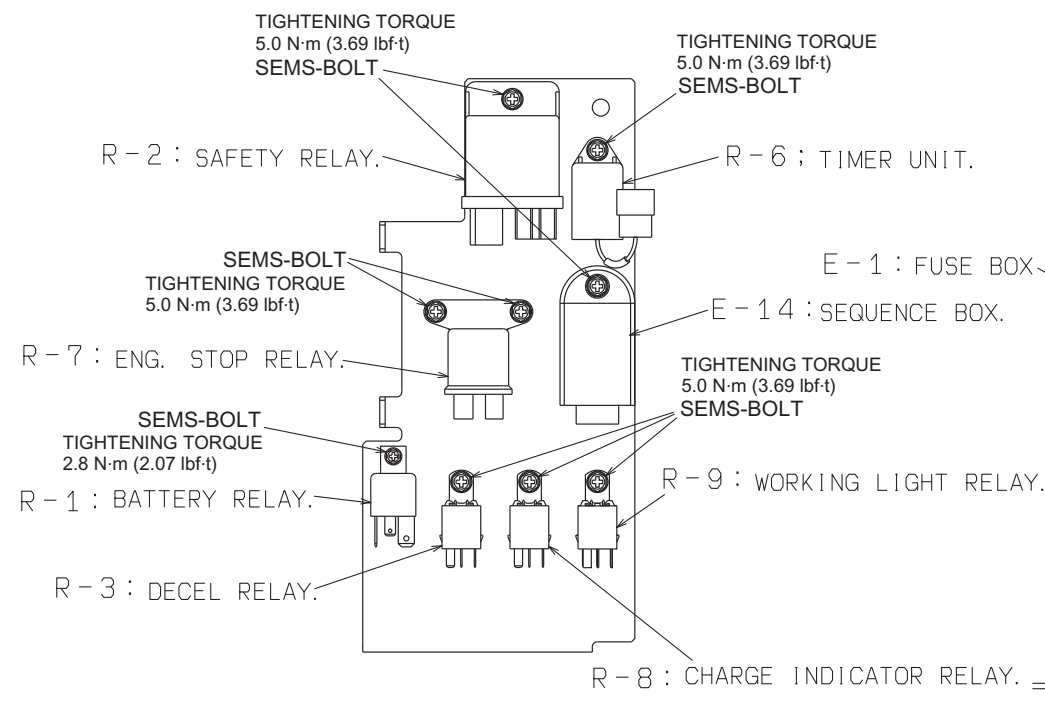 TIGHTENING TORQUE
5.0 N·m (3.69 lbf·t)
SEMS-BOLT
TIGHTENING TORQUE
5.0 N·m (3.69 lbf·t)
SEMS-BOLT
R-2: SAFETY RELAY.
R-6; TIMER UNIT.
SEMS-BOLT
TIGHTENING TORQUE
5.0 N·m (3.69 lbf·t)
E-1: FUSE BOX
E-14: SEQUENCE BOX.
R-7: ENG. STOP RELAY.
TIGHTENING TORQUE
5.0 N·m (3.69 lbf·t)
SEMS-BOLT
SEMS-BOLT
TIGHTENING TORQUE
2.8 N·m (2.07 lbf·t)
R-1: BATTERY RELAY.
R-9: WORKING LIGHT RELAY.
R-3: DECEL RELAY.
R-8: CHARGE INDICATOR RELAY.